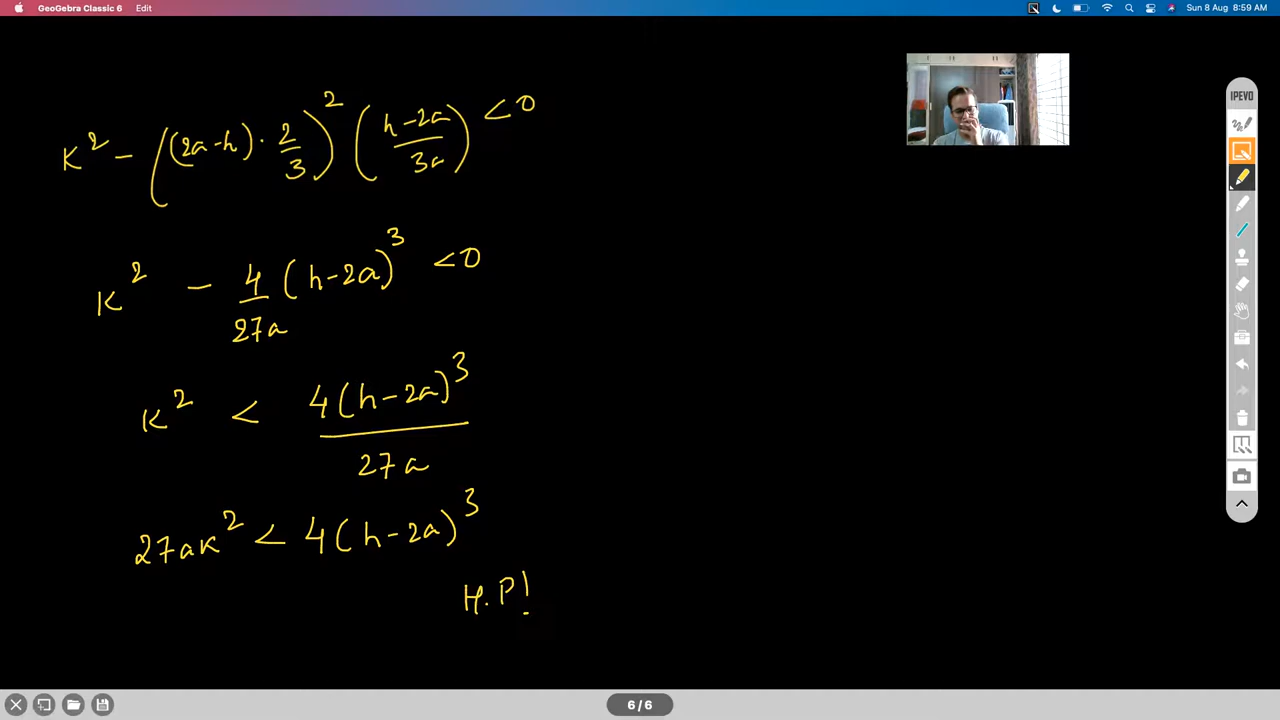 GeoGebra Classic 6 Edit Sun 8 Aug 8:59 AM
K² - ((2a-h) · 2/3)² ((h-2a)/3a) < 0
IPEVO
K² - 4/27a (h-2a)³ < 0
K² < 4(h-2a)³/27a
27aK² < 4(h-2a)³
H.P!
6/6